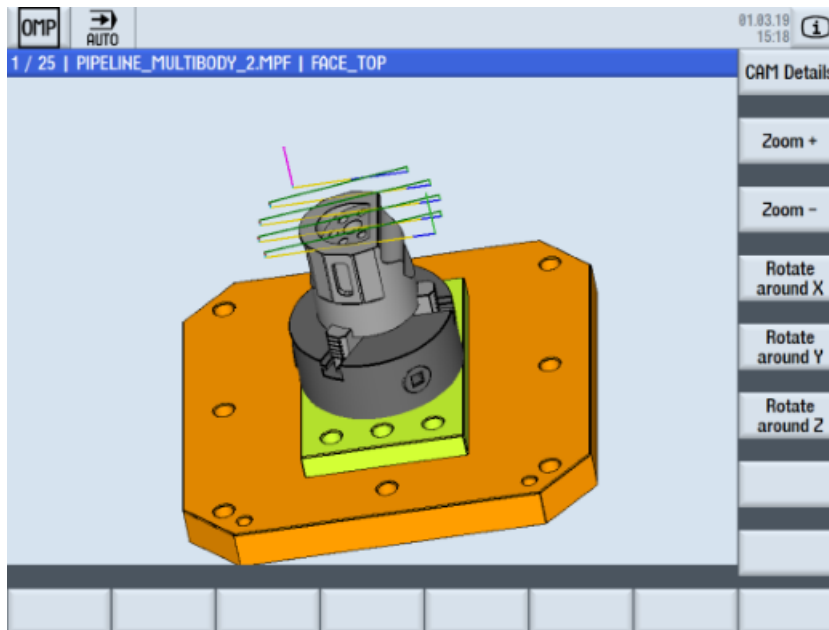 OMP
AUTO
01.03.19
15:18
1 / 25 | PIPELINE_MULTIBODY_2.MPF | FACE_TOP
CAM Details
Zoom +
Zoom -
Rotate
around X
Rotate
around Y
Rotate
around Z